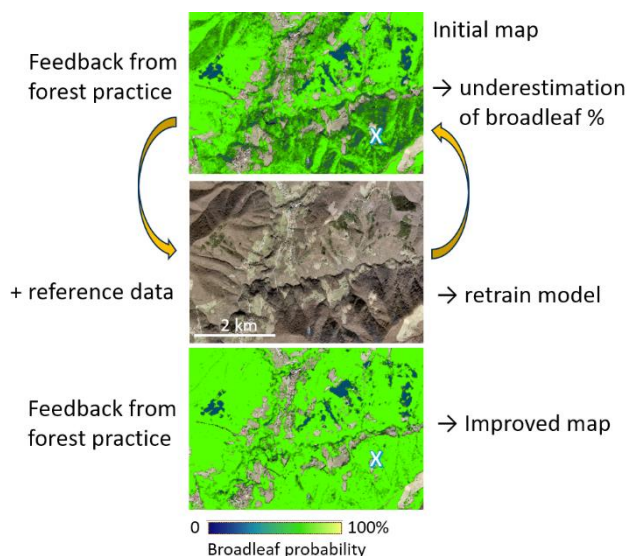 Initial map
Feedback from
forest practice
→ underestimation
of broadleaf %
X
+ reference data
2 km
→ retrain model
Feedback from
forest practice
→ Improved map
X
0
100%
Broadleaf probability